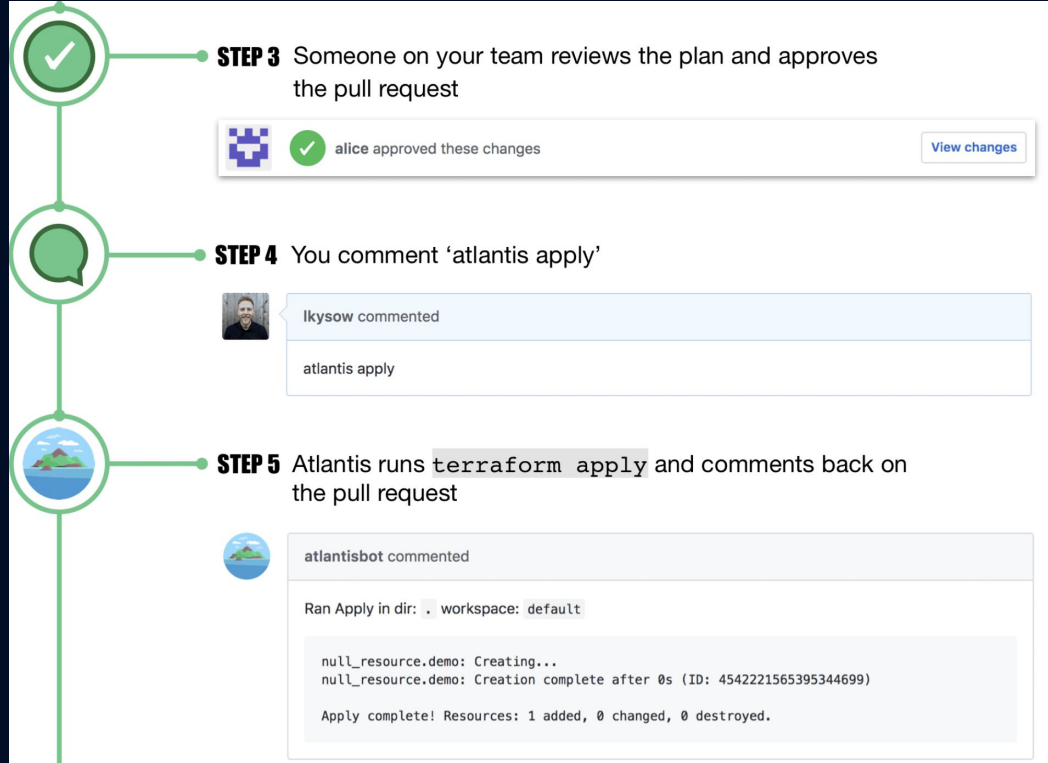 STEP 3 Someone on your team reviews the plan and approves
the pull request
alice approved these changes
View changes
STEP 4 You comment ‘atlantis apply’
lkysow commented
atlantis apply
STEP 5 Atlantis runs terraform apply and comments back on
the pull request
atlantisbot commented
Ran Apply in dir: . workspace: default
null_resource.demo: Creating...
null_resource.demo: Creation complete after 0s (ID: 4542221565395344699)
Apply complete! Resources: 1 added, 0 changed, 0 destroyed.